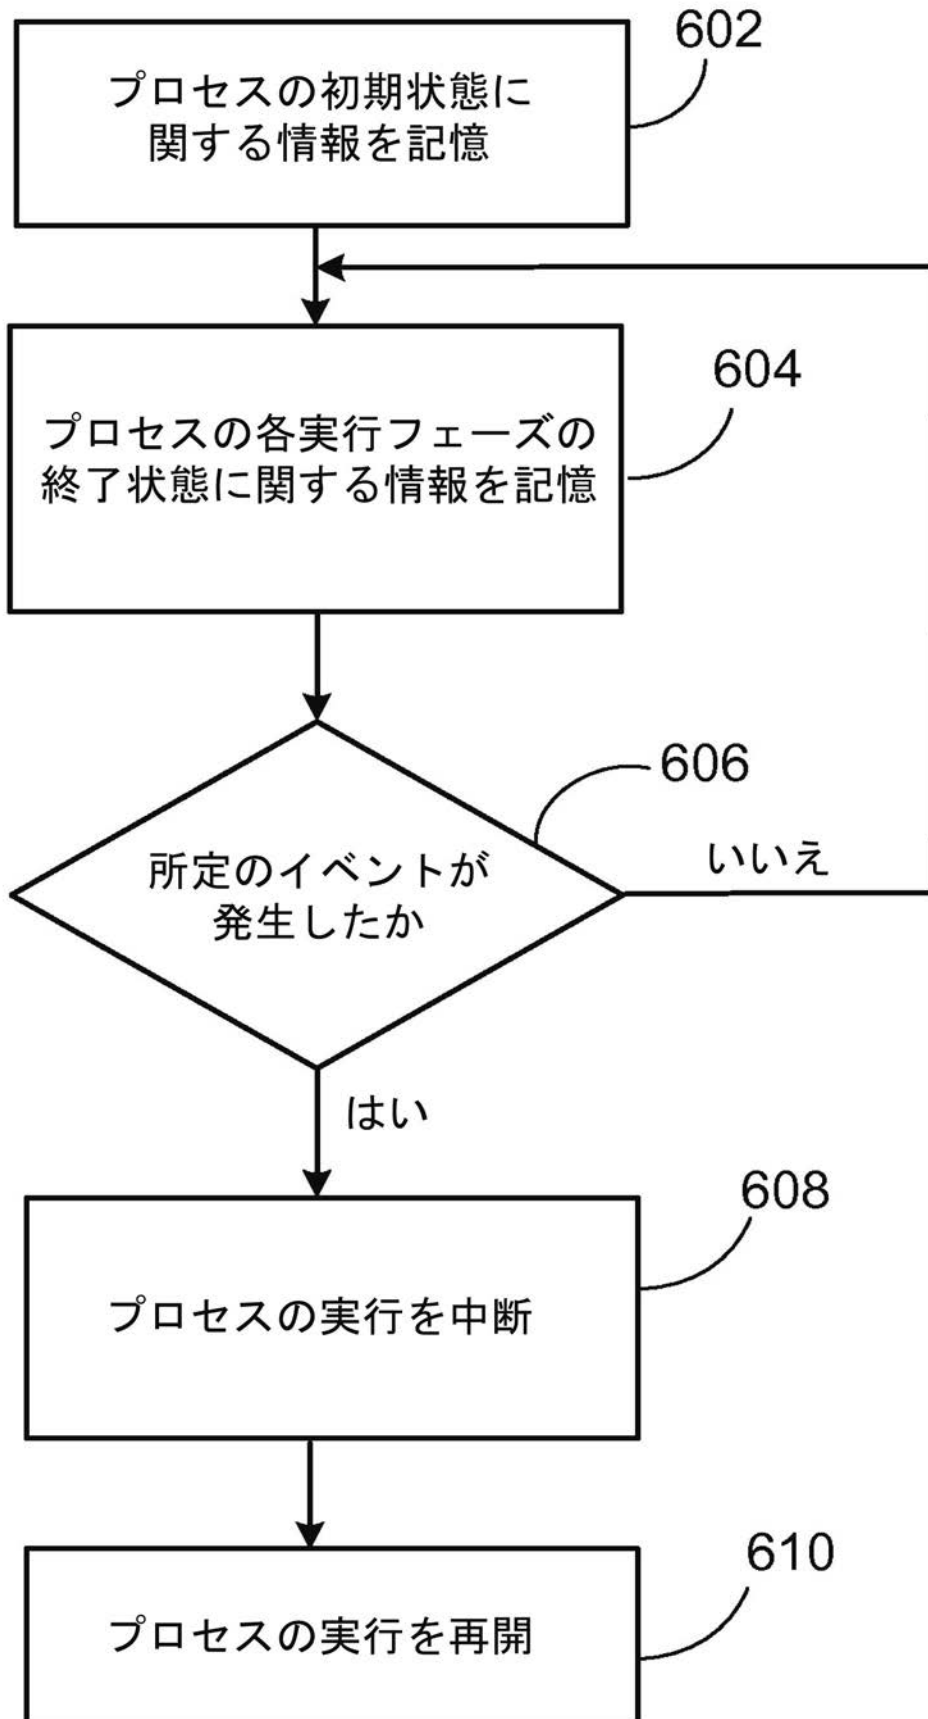 602
プロセスの初期状態に
関する情報を記憶
604
プロセスの各実行フェーズの
終了状態に関する情報を記憶
606
所定のイベントが
発生したか
いいえ
はい
608
プロセスの実行を中断
610
プロセスの実行を再開